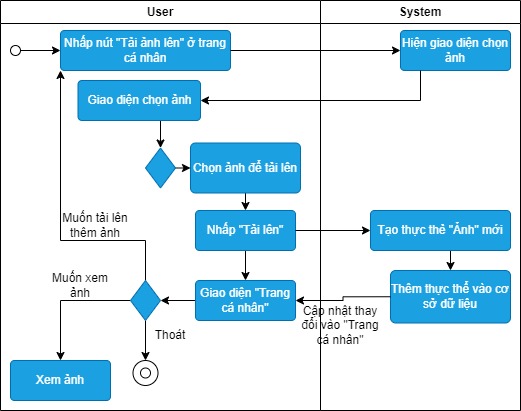 User
System
Nhấp nút "Tải ảnh lên" ở trang
cá nhân
Hiện giao diện chọn
ảnh
Giao diện chọn ảnh
Chọn ảnh để tải lên
Muốn tải lên
thêm ảnh
Nhấp "Tải lên"
Tạo thực thể "Ảnh" mới
Muốn xem
ảnh
Giao diện "Trang
cá nhân"
Thêm thực thể vào cơ
sở dữ liệu
Cập nhật thay
đổi vào "Trang
cá nhân"
Thoát
Xem ảnh